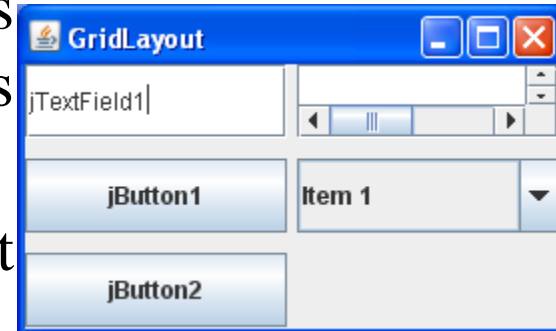 s
GridLayout
s
jTextField1
jButton1 Item 1
t
jButton2